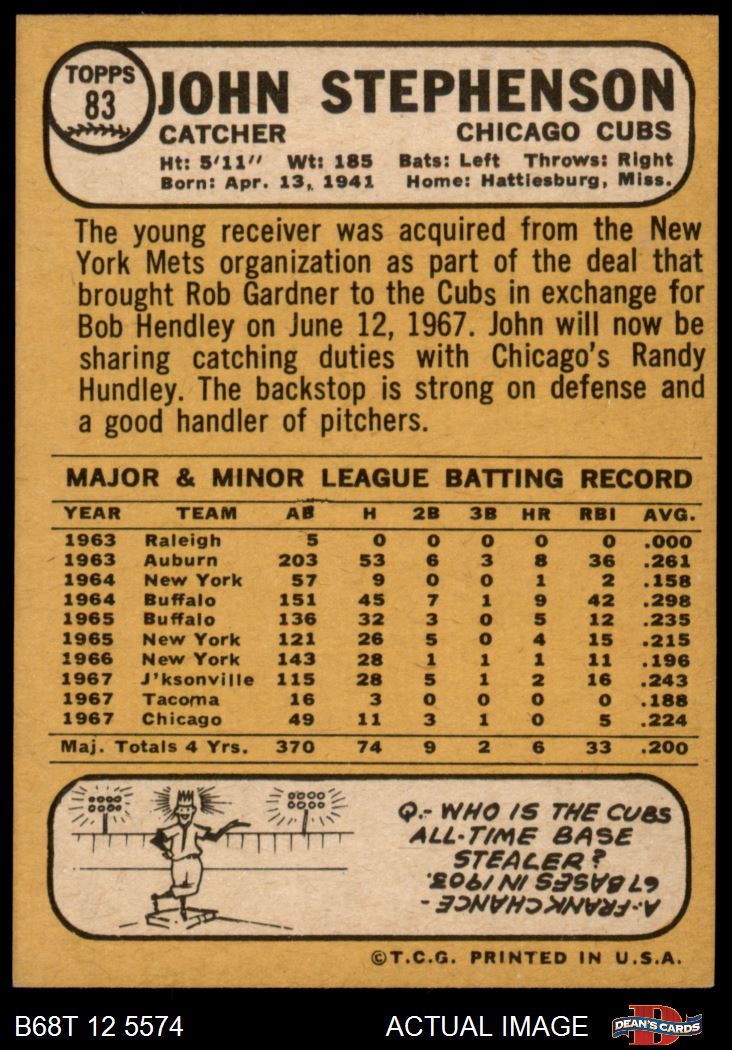 TOPPS
83
JOHN STEPHENSON
CATCHER CHICAGO CUBS
Ht: 5'11" Wt: 185 Bats: Left Throws: Right
Born: Apr. 13, 1941 Home: Hattiesburg, Miss.
The young receiver was acquired from the New
York Mets organization as part of the deal that
brought Rob Gardner to the Cubs in exchange for
Bob Hendley on June 12, 1967. John will now be
sharing catching duties with Chicago's Randy
Hundley. The backstop is strong on defense and
a good handler of pitchers.
MAJOR & MINOR LEAGUE BATTING RECORD
YEAR TEAM AB H 2B 3B HR RBI AVG.
1963 Raleigh 5 0 0 0 0 0 .000
1963 Auburn 203 53 6 3 8 36 .261
1964 New York 57 9 0 0 1 2 .158
1964 Buffalo 151 45 7 1 9 42 .298
1965 Buffalo 136 32 3 0 5 12 .235
1965 New York 121 26 5 0 4 15 .215
1966 New York 143 28 1 1 1 11 .196
1967 J'ksonville 115 28 5 1 2 16 .243
1967 Tacoma 16 3 0 0 0 0 .188
1967 Chicago 49 11 3 1 0 5 .224
Maj. Totals 4 Yrs. 370 74 9 2 6 33 .200
Q.- WHO IS THE CUBS
ALL-TIME BASE
STEALER?
A.- FRANK CHANCE -
67 BASES IN 1903.
©T.C.G. PRINTED IN U.S.A.
B68T 12 5574 ACTUAL IMAGE
D
DEAN'S CARDS